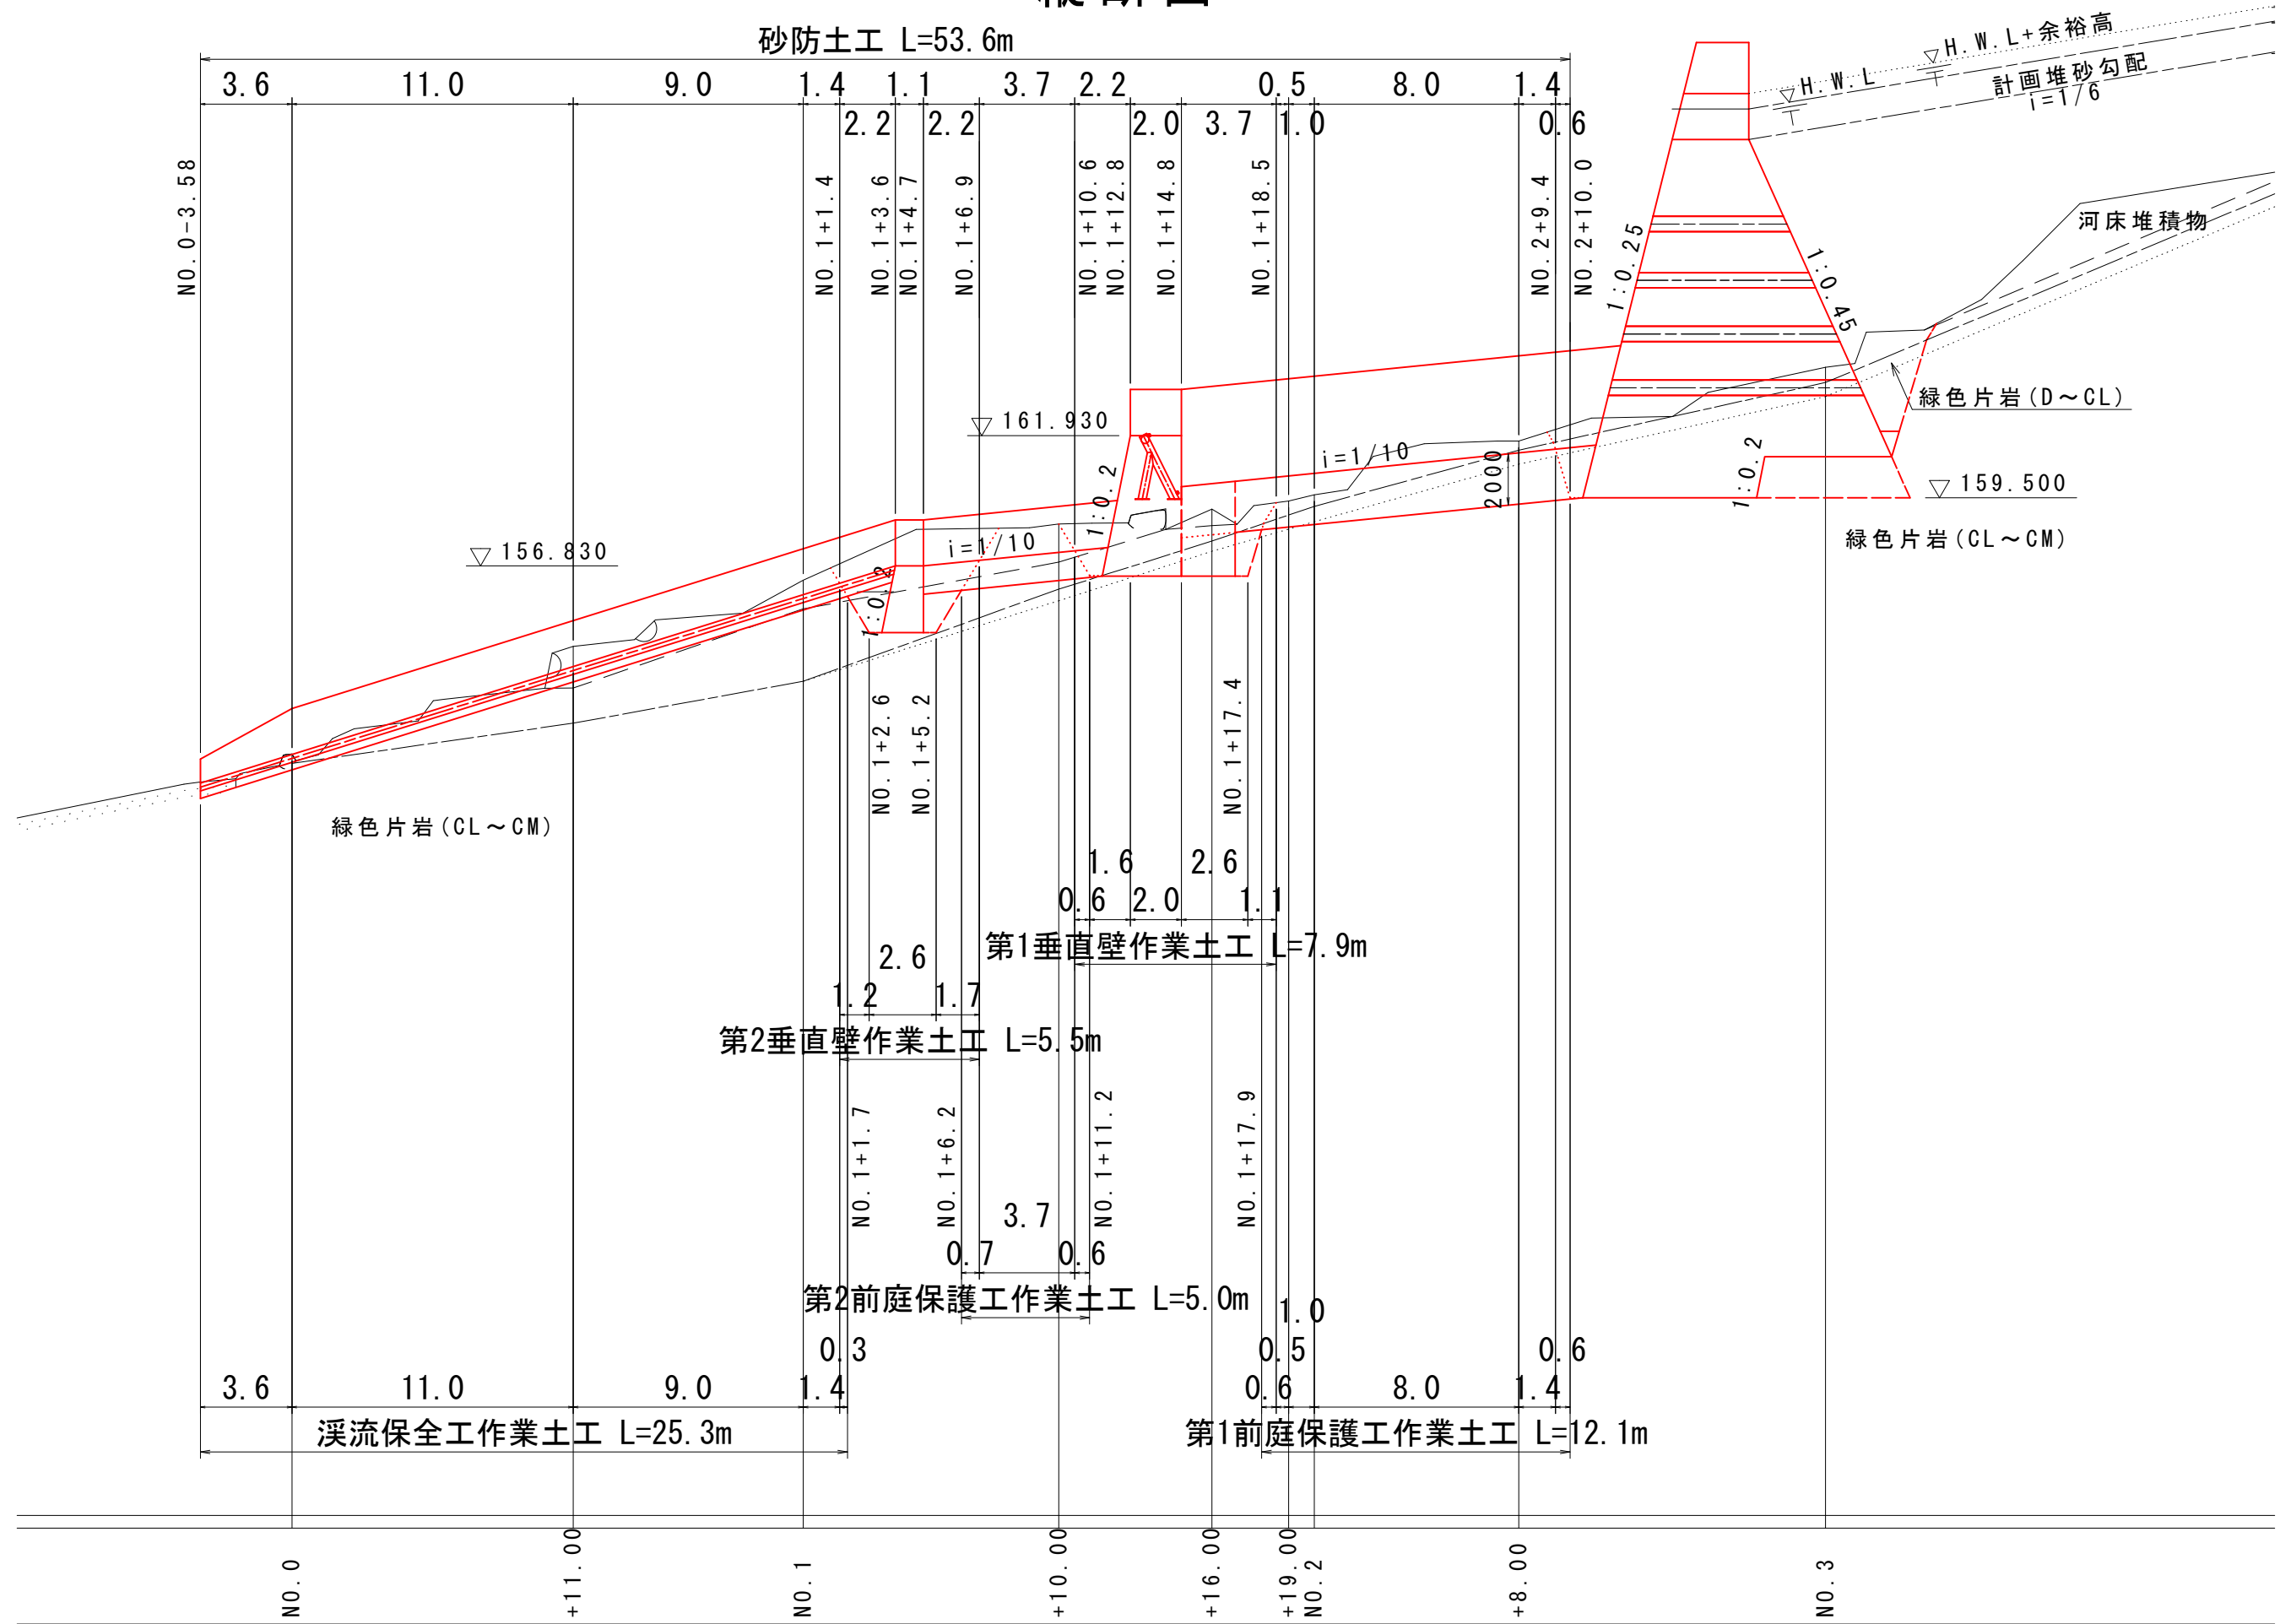 縦断図
砂防土工 L=53.6m
3.6 11.0 9.0 1.4 1.1 3.7 2.2 0.5 8.0 1.4
2.2 2.2 2.0 3.7 1.0 0.6
NO.0-3.58
NO.1+1.4
NO.1+3.6
NO.1+4.7
NO.1+6.9
NO.1+10.6
NO.1+12.8
NO.1+14.8
NO.1+18.5
NO.2+9.4
NO.2+10.0
H.W.L+余裕高
H.W.L
計画堆砂勾配
i=1/6
河床堆積物
1:0.25
1:0.45
緑色片岩(D～CL)
161.930
i=1/10
1:0.2
2000
1:0.2
159.500
緑色片岩(CL～CM)
156.830
i=1/10
1:0.2
緑色片岩(CL～CM)
NO.1+2.6
NO.1+5.2
NO.1+17.4
1.6 2.6
0.6 2.0 1.1
第1垂直壁作業土工 L=7.9m
2.6
1.2 1.7
第2垂直壁作業土工 L=5.5m
NO.1+1.7
NO.1+6.2
NO.1+11.2
NO.1+17.9
3.7
0.7 0.6
第2前庭保護工作業土工 L=5.0m
1.0
0.3 0.5 0.6
3.6 11.0 9.0 1.4 0.6 8.0 1.4
渓流保全工作業土工 L=25.3m
第1前庭保護工作業土工 L=12.1m
NO.0
+11.00
NO.1
+10.00
+16.00
+19.00
NO.2
+8.00
NO.3